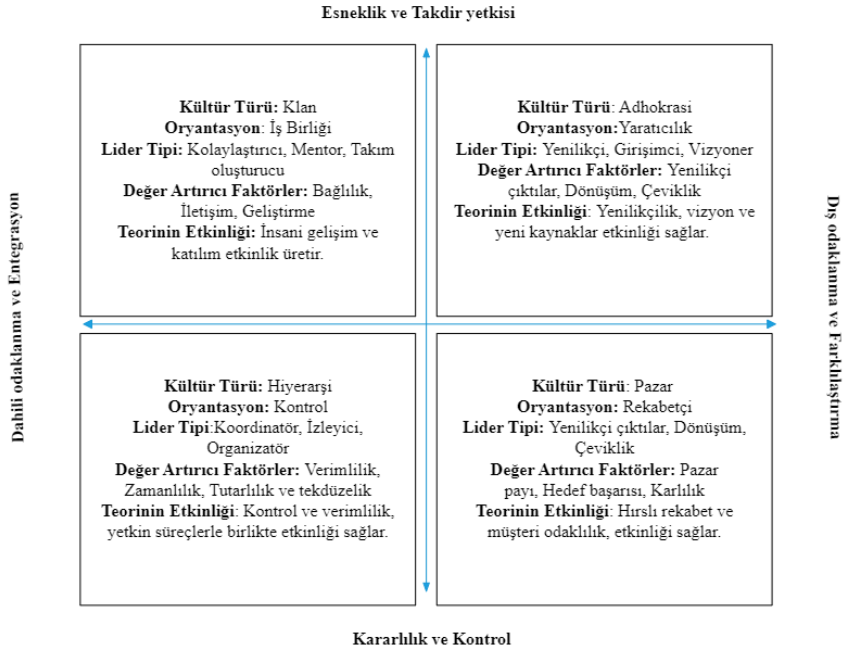 Esneklik ve Takdir yetkisi
Kültür Türü: Klan
Oryantasyon: İş Birliği
Lider Tipi: Kolaylaştırıcı, Mentor, Takım
oluşturucu
Değer Artırıcı Faktörler: Bağlılık,
İletişim, Geliştirme
Teorinin Etkinliği: İnsani gelişim ve
katılım etkinlik üretir.
Kültür Türü: Adhokrasi
Oryantasyon:Yaratıcılık
Lider Tipi: Yenilikçi, Girişimci, Vizyoner
Değer Artırıcı Faktörler: Yenilikçi
çıktılar, Dönüşüm, Çeviklik
Teorinin Etkinliği: Yenilikçilik, vizyon ve
yeni kaynaklar etkinliği sağlar.
Dahili odaklanma ve Entegrasyon
Dış odaklanma ve Farklılaştırma
Kültür Türü: Hiyerarşi
Oryantasyon: Kontrol
Lider Tipi:Koordinatör, İzleyici,
Organizatör
Değer Artırıcı Faktörler: Verimlilik,
Zamanlılık, Tutarlılık ve tekdüzelik
Teorinin Etkinliği: Kontrol ve verimlilik,
yetkin süreçlerle birlikte etkinliği sağlar.
Kültür Türü: Pazar
Oryantasyon: Rekabetçi
Lider Tipi: Yenilikçi çıktılar, Dönüşüm,
Çeviklik
Değer Artırıcı Faktörler: Pazar
payı, Hedef başarısı, Karlılık
Teorinin Etkinliği: Hırslı rekabet ve
müşteri odaklılık, etkinliği sağlar.
Kararlılık ve Kontrol